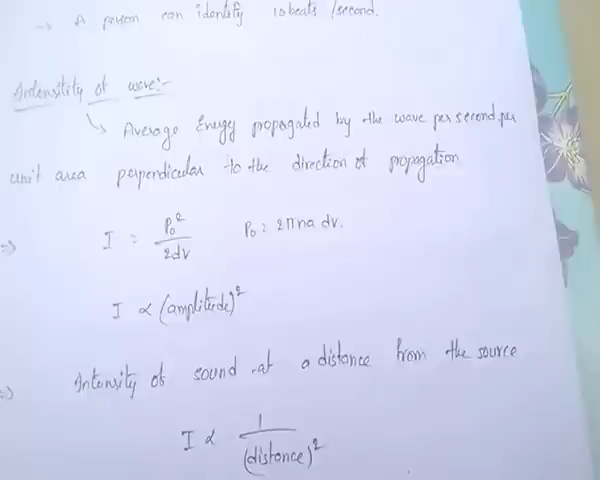 → A person can identify 10 beats /second.
Intensity of wave:-
↳ Average Energy propagated by the wave per second per
unit area perpendicular to the direction of propagation
⇒ I = P₀² / 2dv P₀ = 2πna dv.
I ∝ (amplitude)²
⇒ Intensity of sound at a distance from the source
I ∝ 1 / (distance)²